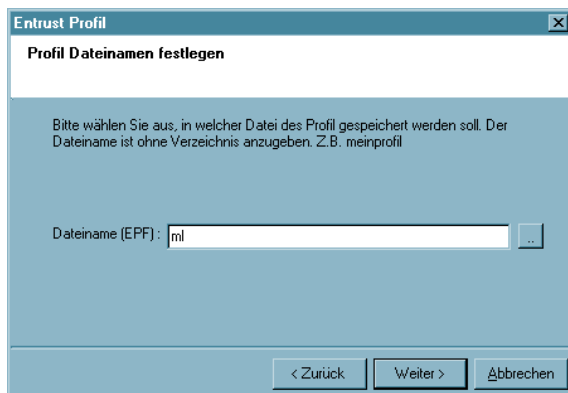 Entrust Profil
Profil Dateinamen festlegen
Bitte wählen Sie aus, in welcher Datei des Profil gespeichert werden soll. Der
Dateiname ist ohne Verzeichnis anzugeben. Z.B. meinprofil
Dateiname (EPF) : ml ..
< Zurück Weiter > Abbrechen